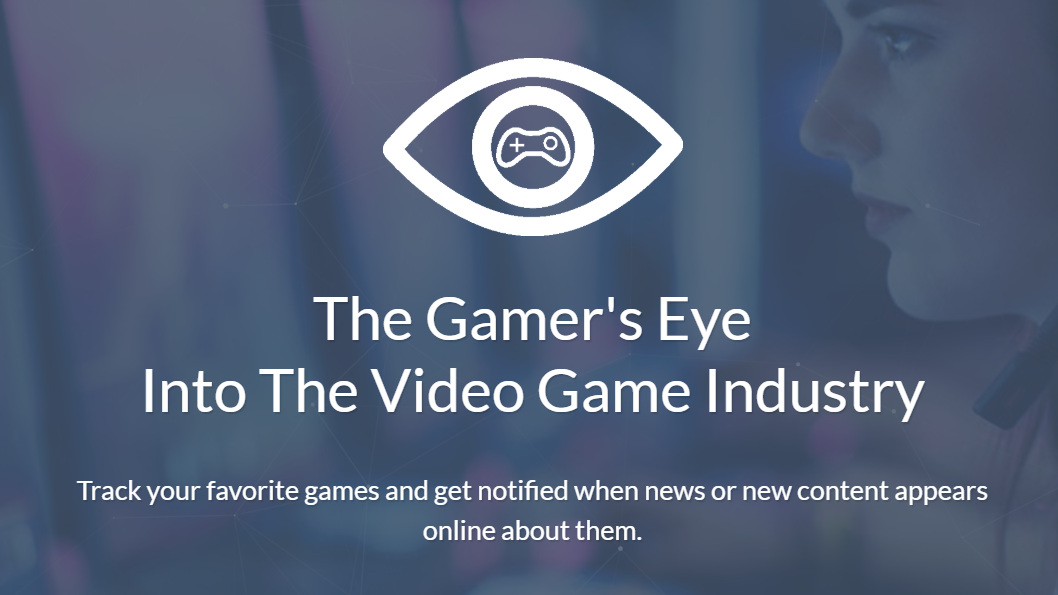 The Gamer's Eye
Into The Video Game Industry
Track your favorite games and get notified when news or new content appears
online about them.